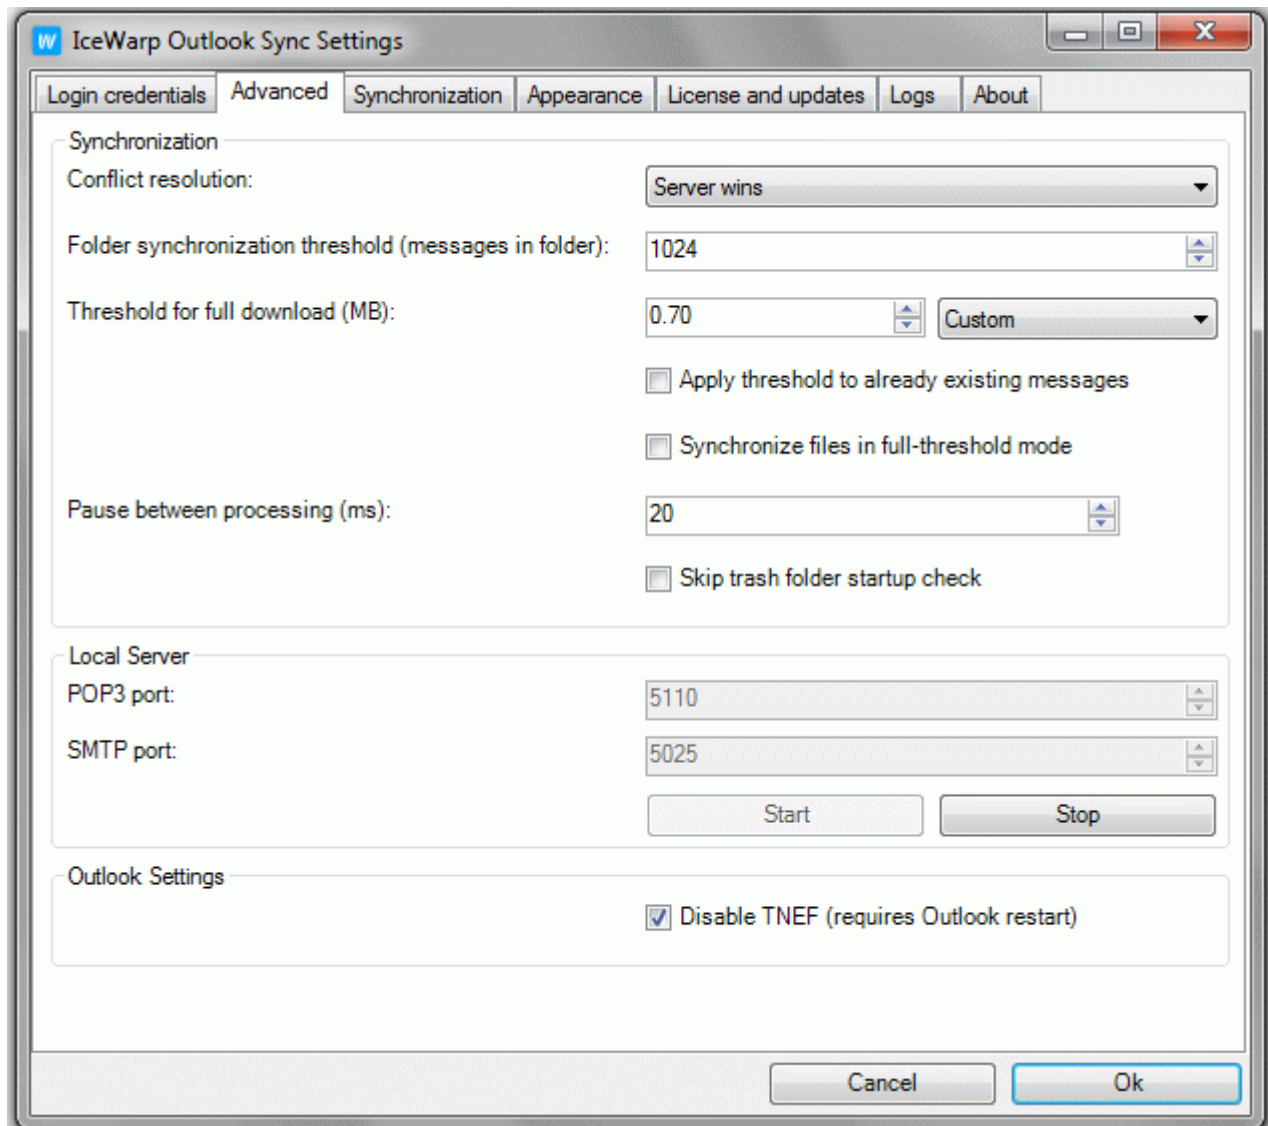 IceWarp Outlook Sync Settings
Login credentials Advanced Synchronization Appearance License and updates Logs About
Synchronization
Conflict resolution: Server wins
Folder synchronization threshold (messages in folder): 1024
Threshold for full download (MB): 0.70 Custom
Apply threshold to already existing messages
Synchronize files in full-threshold mode
Pause between processing (ms): 20
Skip trash folder startup check
Local Server
POP3 port: 5110
SMTP port: 5025
Start Stop
Outlook Settings
Disable TNEF (requires Outlook restart)
Cancel Ok